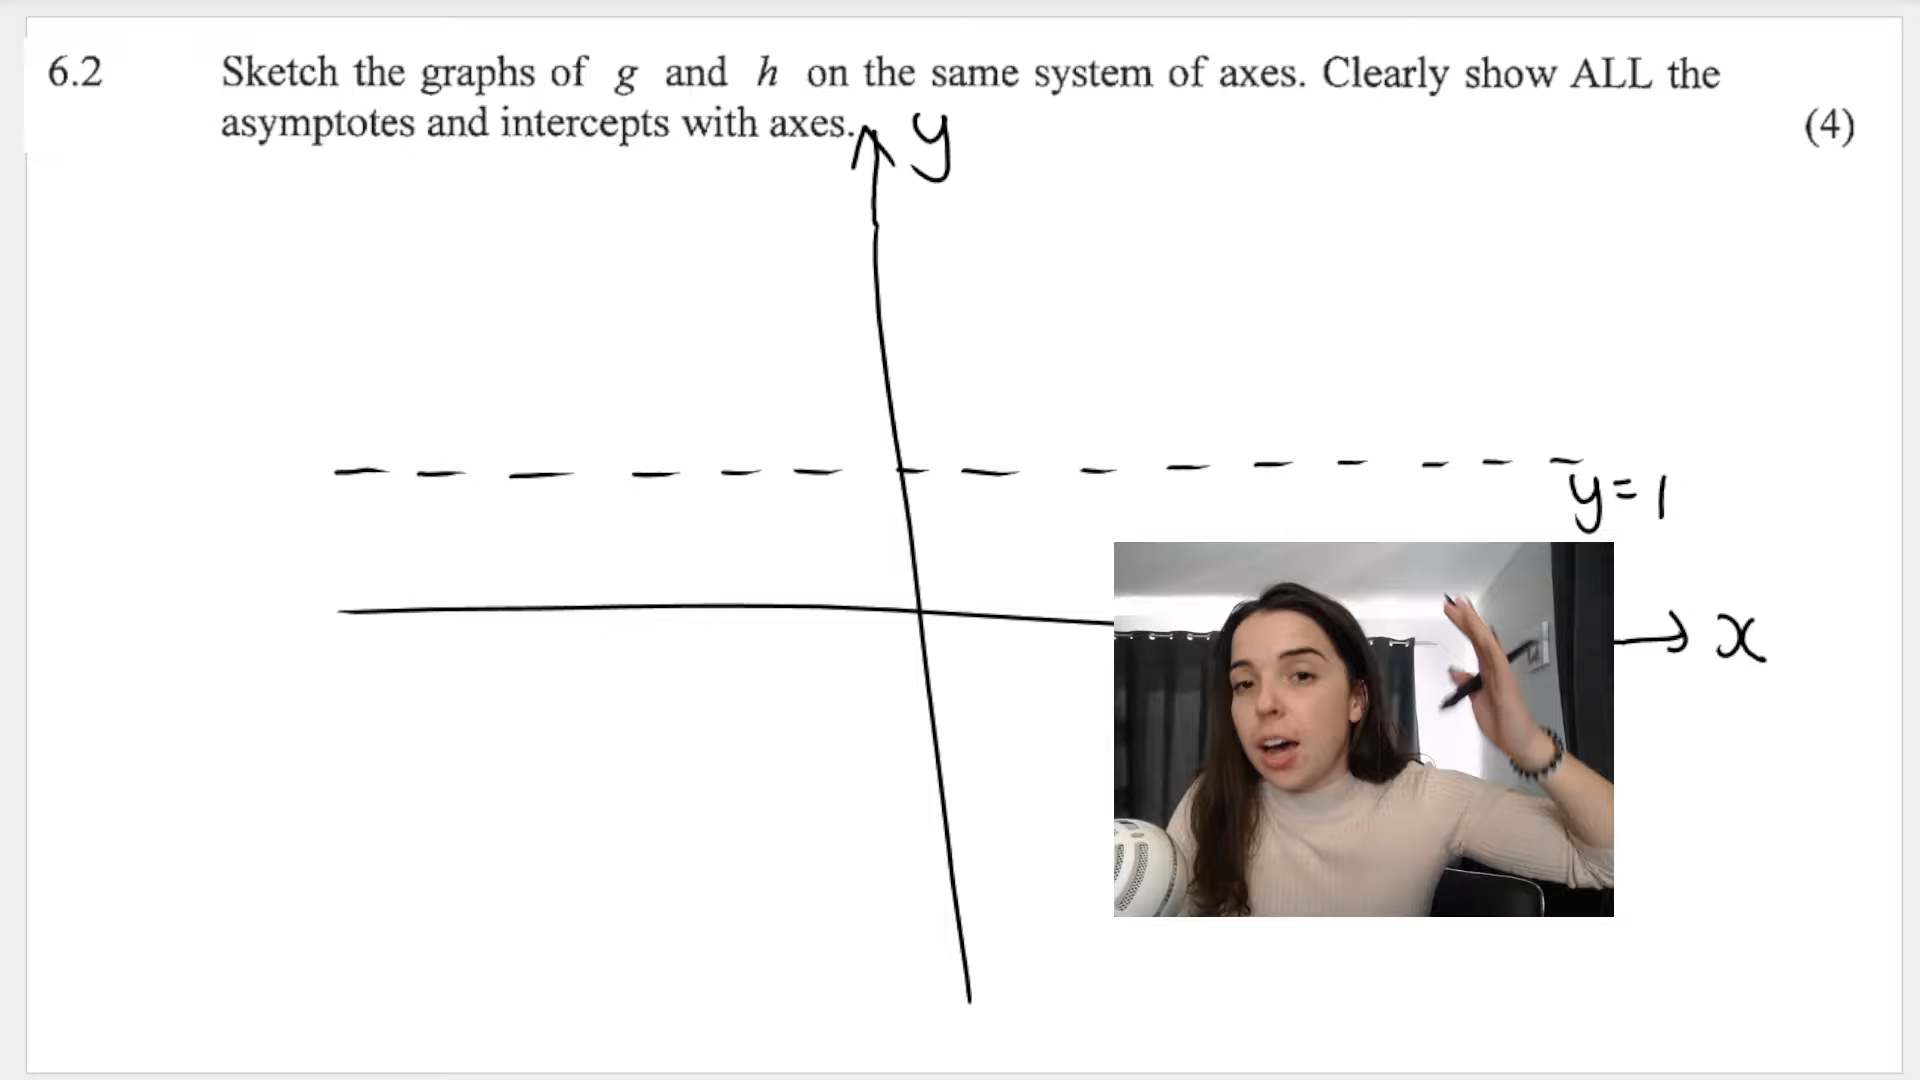 6.2 Sketch the graphs of g and h on the same system of axes. Clearly show ALL the
asymptotes and intercepts with axes. (4)
y
y = 1
x